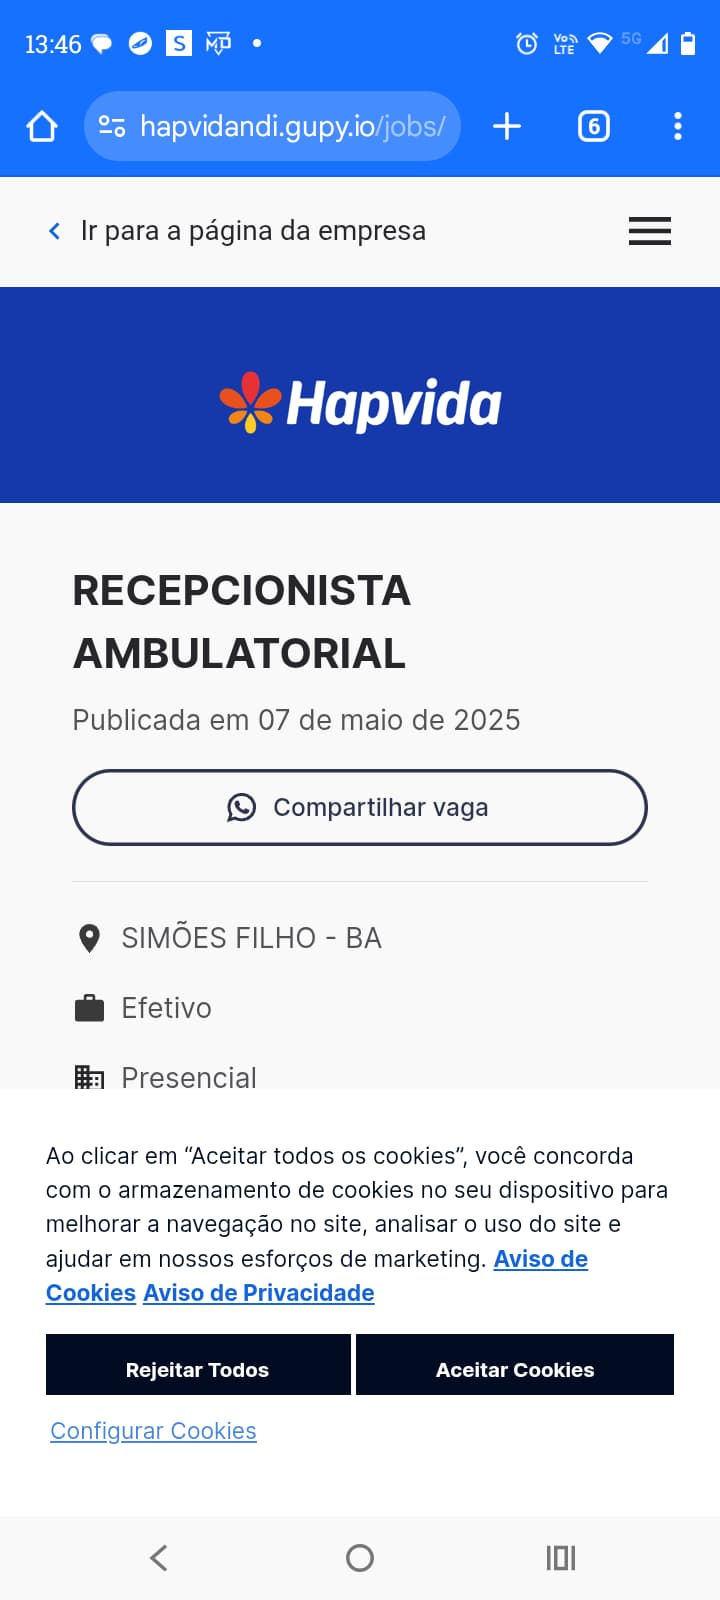 13:46
S
VO
LTE
5G
hapvidandi.gupy.io/jobs/
6
Ir para a página da empresa
Hapvida
RECEPCIONISTA
AMBULATORIAL
Publicada em 07 de maio de 2025
Compartilhar vaga
SIMÕES FILHO - BA
Efetivo
Presencial
Ao clicar em “Aceitar todos os cookies”, você concorda
com o armazenamento de cookies no seu dispositivo para
melhorar a navegação no site, analisar o uso do site e
ajudar em nossos esforços de marketing. Aviso de
Cookies Aviso de Privacidade
Rejeitar Todos Aceitar Cookies
Configurar Cookies